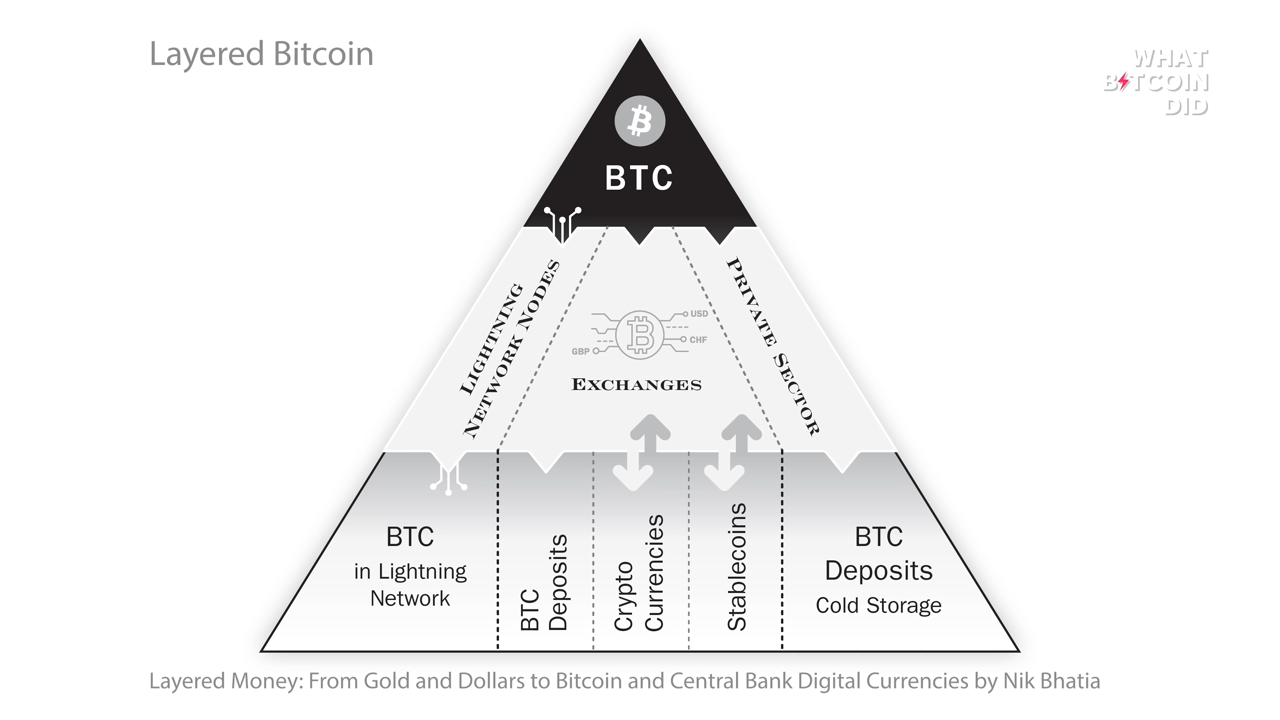 Layered Bitcoin
WHAT
BITCOIN
DID
BTC
LIGHTNING
NETWORK NODES
USD
CHF
GBP
EXCHANGES
PRIVATE SECTOR
BTC
in Lightning
Network
BTC
Deposits
Crypto
Currencies
Stablecoins
BTC
Deposits
Cold Storage
Layered Money: From Gold and Dollars to Bitcoin and Central Bank Digital Currencies by Nik Bhatia